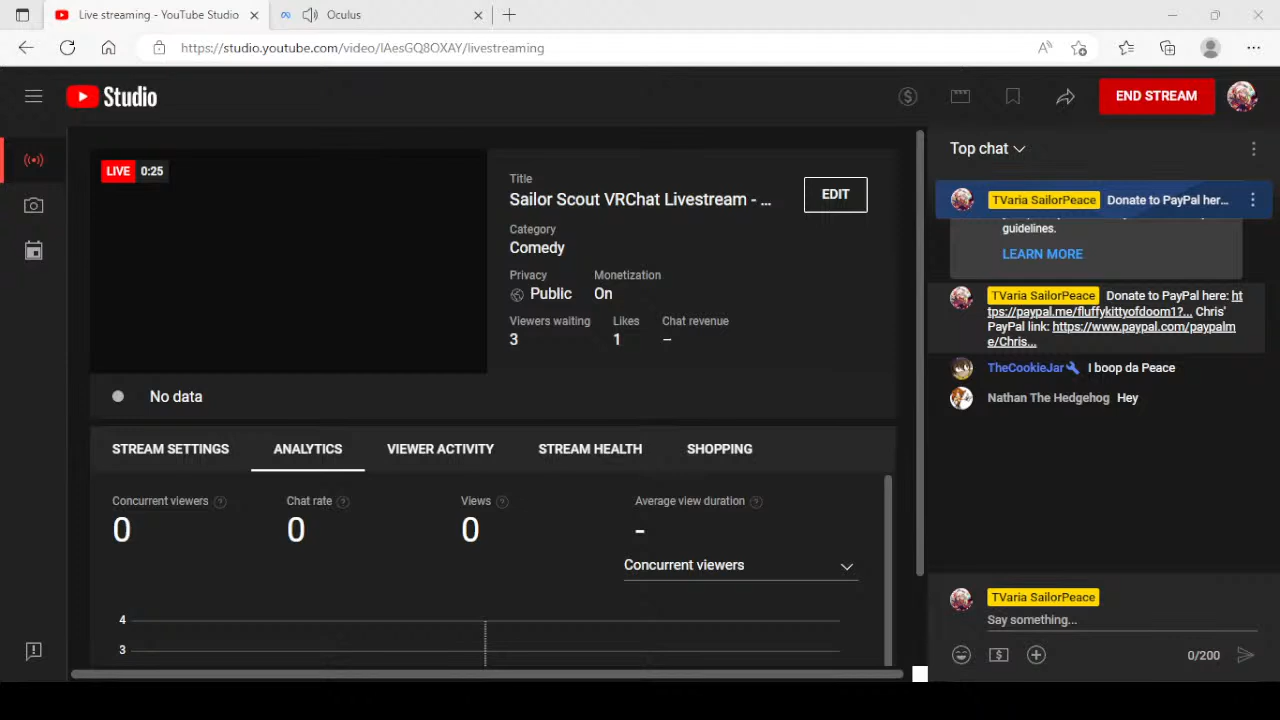 Live streaming - YouTube Studio
Oculus
https://studio.youtube.com/video/lAesGQ8OXAY/livestreaming
Studio
END STREAM
LIVE 0:25
Title
Sailor Scout VRChat Livestream - ...
EDIT
Category
Comedy
Privacy
Monetization
Public
On
Viewers waiting
Likes
Chat revenue
3
1
–
No data
STREAM SETTINGS
ANALYTICS
VIEWER ACTIVITY
STREAM HEALTH
SHOPPING
Concurrent viewers
Chat rate
Views
Average view duration
0
0
0
-
Concurrent viewers
4
3
Top chat
TVaria SailorPeace Donate to PayPal her...
guidelines.
LEARN MORE
TVaria SailorPeace Donate to PayPal here: ht
tps://paypal.me/fluffykittyofdoom1?... Chris'
PayPal link: https://www.paypal.com/paypalm
e/Chris...
TheCookieJar I boop da Peace
Nathan The Hedgehog Hey
TVaria SailorPeace
Say something...
0/200